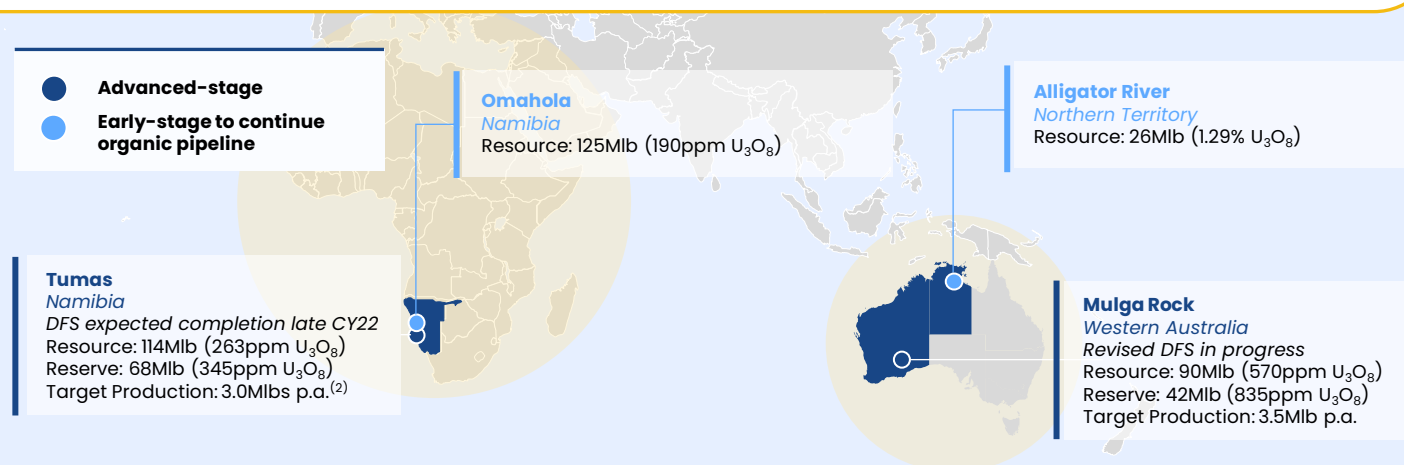 Advanced-stage
Early-stage to continue
organic pipeline
Omahola
Namibia
Resource: 125Mlb (190ppm U₃O₈)
Alligator River
Northern Territory
Resource: 26Mlb (1.29% U₃O₈)
Tumas
Namibia
DFS expected completion late CY22
Resource: 114Mlb (263ppm U₃O₈)
Reserve: 68Mlb (345ppm U₃O₈)
Target Production: 3.0Mlbs p.a.⁽²⁾
Mulga Rock
Western Australia
Revised DFS in progress
Resource: 90Mlb (570ppm U₃O₈)
Reserve: 42Mlb (835ppm U₃O₈)
Target Production: 3.5Mlb p.a.